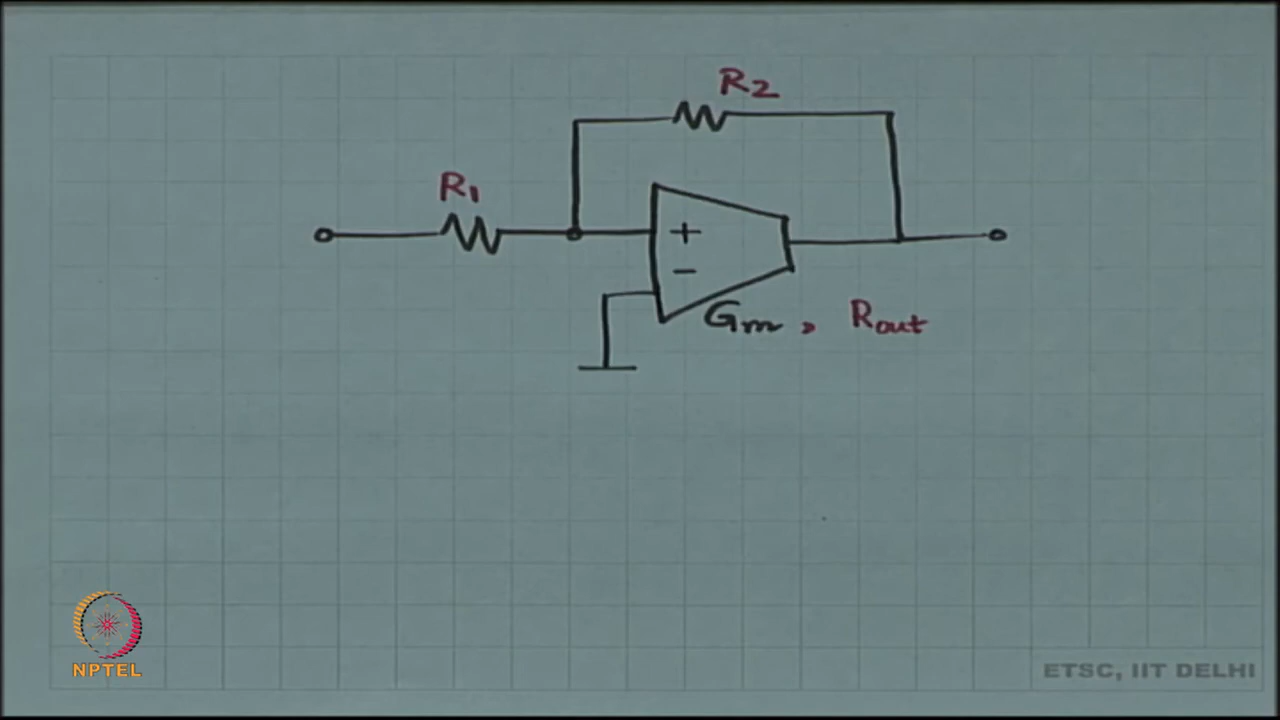 R2
R1
+
−
Gm, Rout
NPTEL
ETSC, IIT DELHI